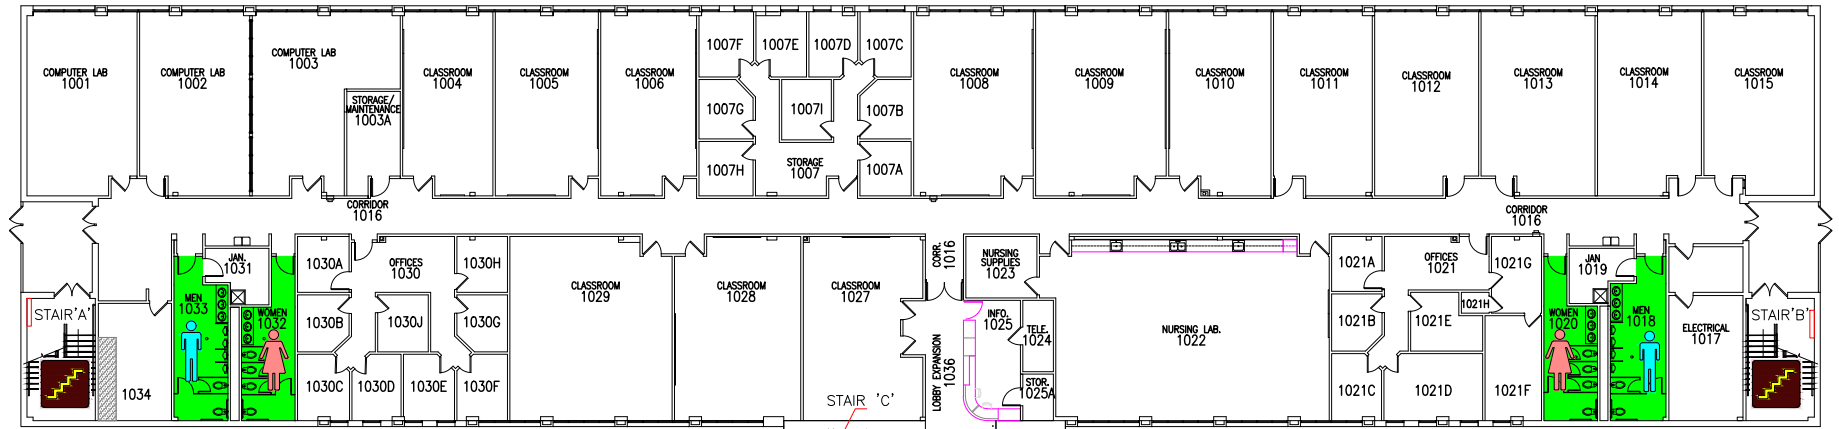 COMPUTER LAB
1001
COMPUTER LAB
1002
COMPUTER LAB
1003
STORAGE/
MAINTENANCE
1003A
CLASSROOM
1004
CLASSROOM
1005
CLASSROOM
1006
1007F
1007E
1007D
1007C
1007G
1007I
1007B
1007H
STORAGE
1007
1007A
CLASSROOM
1008
CLASSROOM
1009
CLASSROOM
1010
CLASSROOM
1011
CLASSROOM
1012
CLASSROOM
1013
CLASSROOM
1014
CLASSROOM
1015
CORRIDOR
1016
CORRIDOR
1016
STAIR'A'
1034
MEN
1033
JAN.
1031
WOMEN
1032
1030A
OFFICES
1030
1030H
1030B
1030J
1030G
1030C
1030D
1030E
1030F
CLASSROOM
1029
CLASSROOM
1028
CLASSROOM
1027
STAIR 'C'
CORR.
1016
LOBBY EXPANSION
1036
NURSING
SUPPLIES
1023
INFO.
1025
TELE.
1024
STOR.
1025A
NURSING LAB.
1022
1021A
OFFICES
1021
1021G
1021H
1021B
1021E
1021C
1021D
1021F
WOMEN
1020
JAN
1019
MEN
1018
ELECTRICAL
1017
STAIR'B'